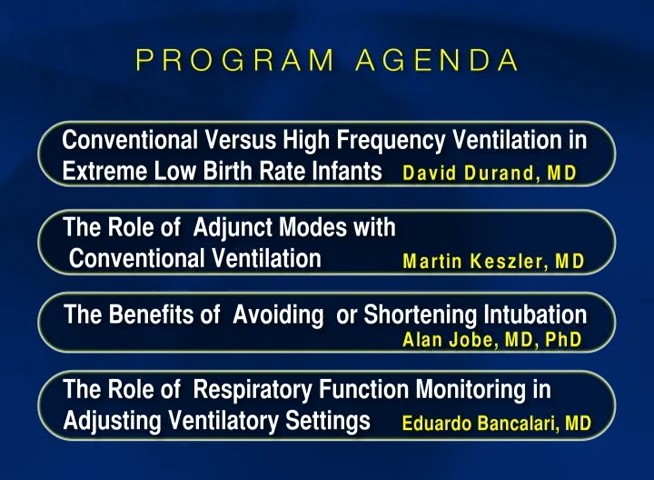 PROGRAM AGENDA
Conventional Versus High Frequency Ventilation in
Extreme Low Birth Rate Infants David Durand, MD
The Role of Adjunct Modes with
Conventional Ventilation Martin Keszler, MD
The Benefits of Avoiding or Shortening Intubation
Alan Jobe, MD, PhD
The Role of Respiratory Function Monitoring in
Adjusting Ventilatory Settings Eduardo Bancalari, MD